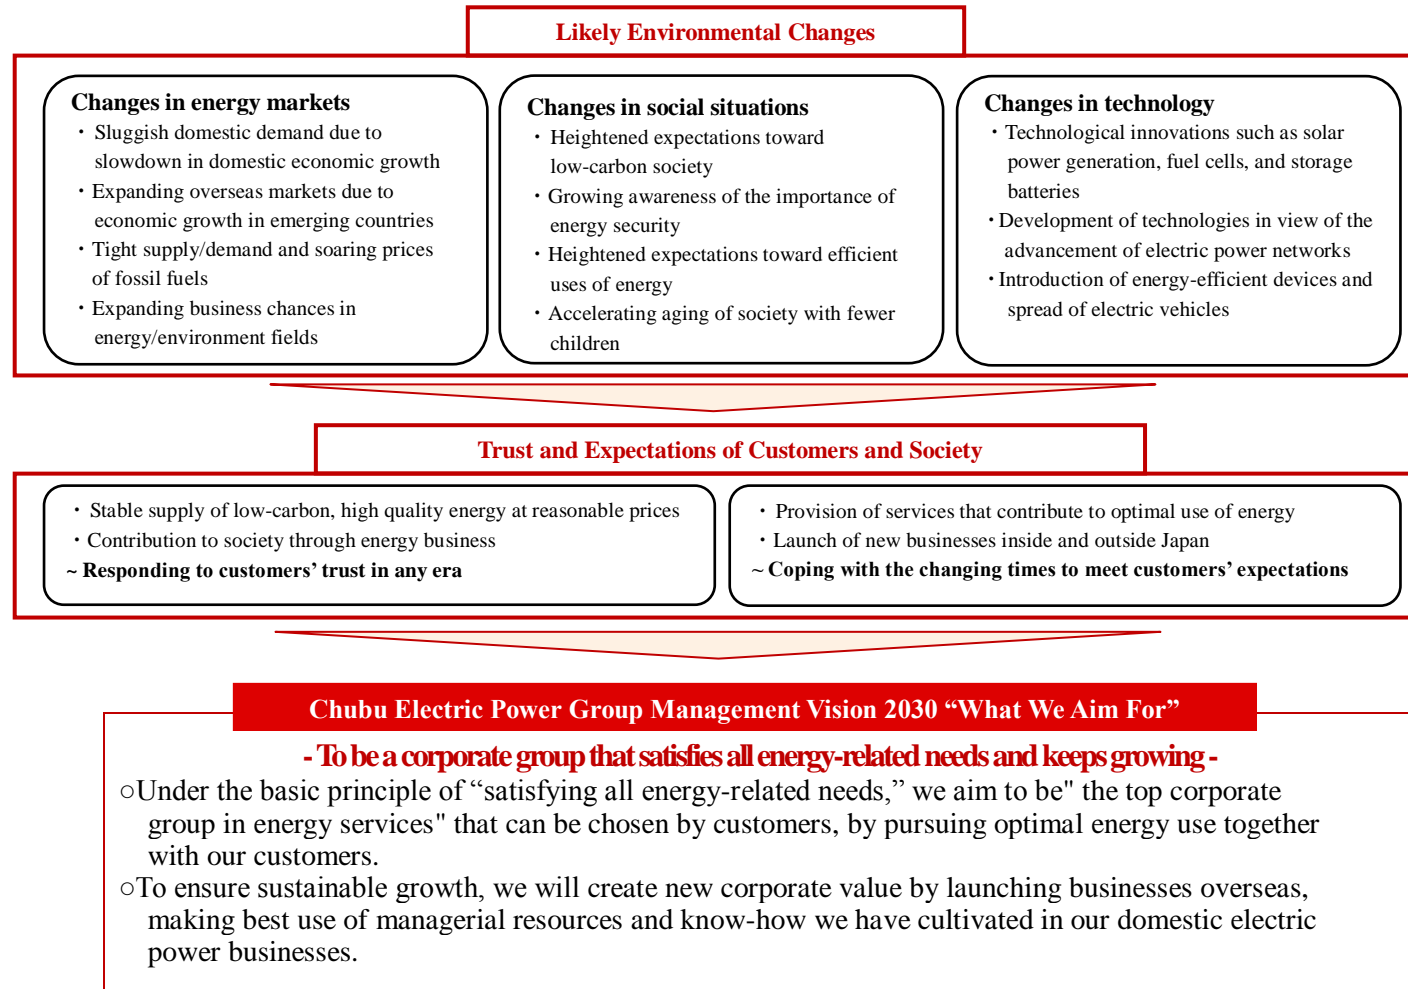 Likely Environmental Changes
Changes in energy markets
・ Sluggish domestic demand due to
slowdown in domestic economic growth
・Expanding overseas markets due to
economic growth in emerging countries
・Tight supply/demand and soaring prices
of fossil fuels
・Expanding business chances in
energy/environment fields
Changes in social situations
・ Heightened expectations toward
low-carbon society
・Growing awareness of the importance of
energy security
・Heightened expectations toward efficient
uses of energy
・Accelerating aging of society with fewer
children
Changes in technology
・Technological innovations such as solar
power generation, fuel cells, and storage
batteries
・Development of technologies in view of the
advancement of electric power networks
・Introduction of energy-efficient devices and
spread of electric vehicles
Trust and Expectations of Customers and Society
・ Stable supply of low-carbon, high quality energy at reasonable prices
・Contribution to society through energy business
~ Responding to customers’ trust in any era
・ Provision of services that contribute to optimal use of energy
・Launch of new businesses inside and outside Japan
~ Coping with the changing times to meet customers’ expectations
Chubu Electric Power Group Management Vision 2030 “What We Aim For”
- To be a corporate group that satisfies all energy-related needs and keeps growing -
○Under the basic principle of “satisfying all energy-related needs,” we aim to be" the top corporate
group in energy services" that can be chosen by customers, by pursuing optimal energy use together
with our customers.
○To ensure sustainable growth, we will create new corporate value by launching businesses overseas,
making best use of managerial resources and know-how we have cultivated in our domestic electric
power businesses.